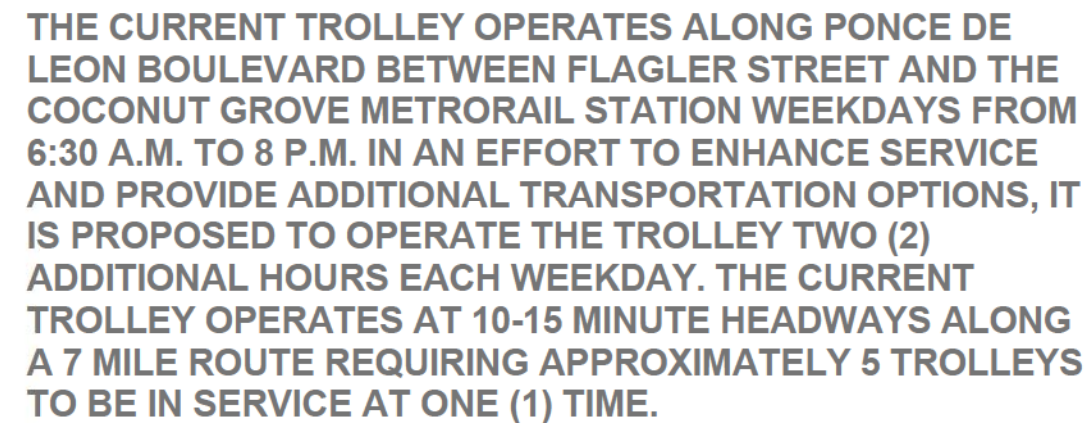 THE CURRENT TROLLEY OPERATES ALONG PONCE DE
LEON BOULEVARD BETWEEN FLAGLER STREET AND THE
COCONUT GROVE METRORAIL STATION WEEKDAYS FROM
6:30 A.M. TO 8 P.M. IN AN EFFORT TO ENHANCE SERVICE
AND PROVIDE ADDITIONAL TRANSPORTATION OPTIONS, IT
IS PROPOSED TO OPERATE THE TROLLEY TWO (2)
ADDITIONAL HOURS EACH WEEKDAY. THE CURRENT
TROLLEY OPERATES AT 10-15 MINUTE HEADWAYS ALONG
A 7 MILE ROUTE REQUIRING APPROXIMATELY 5 TROLLEYS
TO BE IN SERVICE AT ONE (1) TIME.